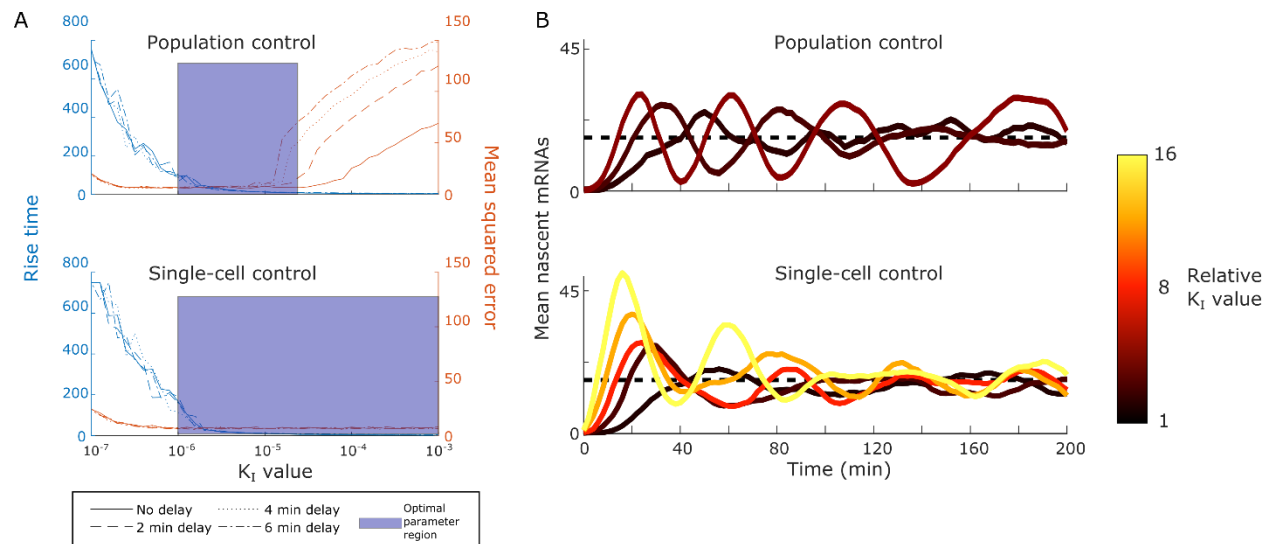 A
800
600
400
200
0
Population control
150
100
50
0
800
600
400
200
0
Single-cell control
150
100
50
0
Rise time
Mean squared error
10-7
10-6
10-5
10-4
10-3
KI value
No delay
2 min delay
4 min delay
6 min delay
Optimal
parameter
region
B
Population control
45
0
Single-cell control
45
0
Mean nascent mRNAs
0
40
80
120
160
200
Time (min)
16
8
1
Relative
KI value